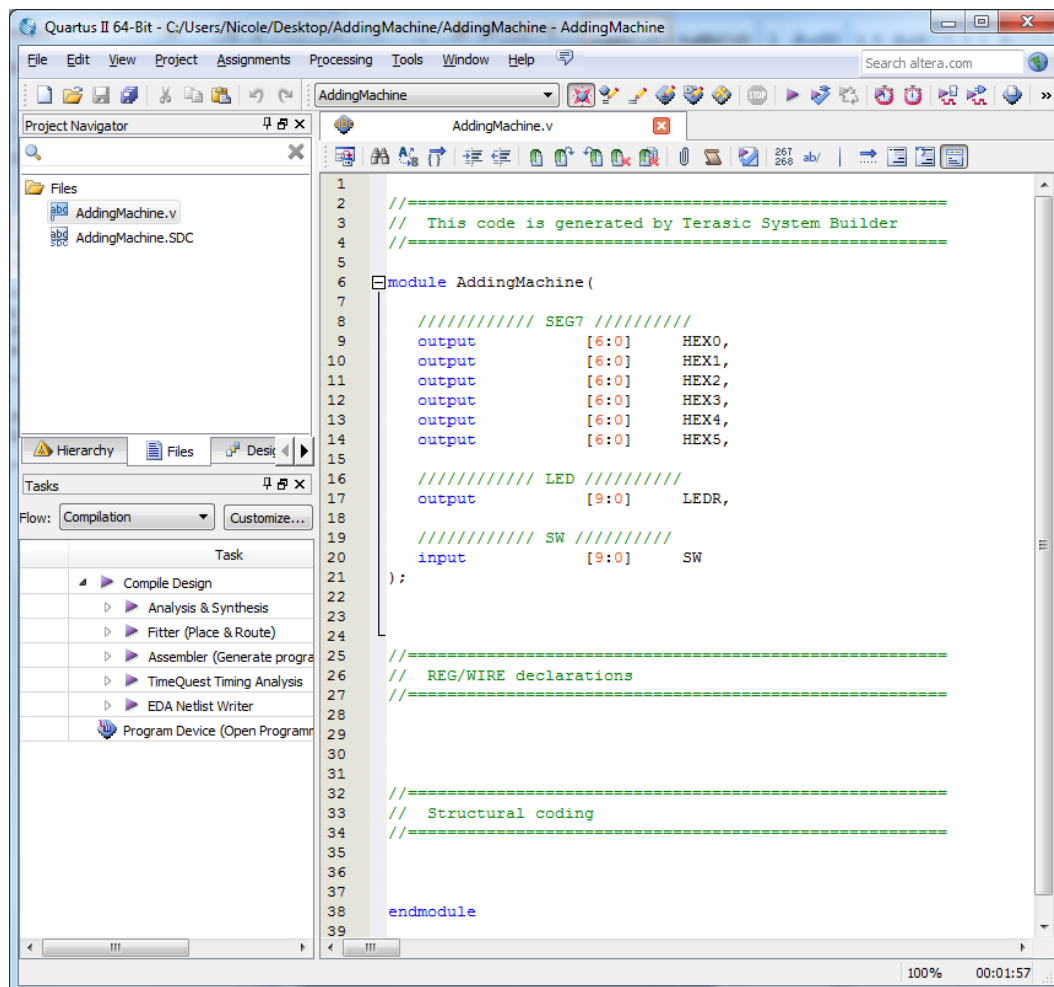 Quartus II 64-Bit - C:/Users/Nicole/Desktop/AddingMachine/AddingMachine - AddingMachine
File Edit View Project Assignments Processing Tools Window Help
Search altera.com
AddingMachine
STOP
Project Navigator
AddingMachine.v
267
268
ab/
Files
AddingMachine.v
AddingMachine.SDC
Hierarchy
Files
Tasks
Flow: Compilation
Customize...
Task
Compile Design
Analysis & Synthesis
Fitter (Place & Route)
Assembler (Generate progra
TimeQuest Timing Analysis
EDA Netlist Writer
Program Device (Open Programm
1
2 //=======================================================
3 //  This code is generated by Terasic System Builder
4 //=======================================================
5
6 module AddingMachine(
7
8 //////////// SEG7 //////////
9 output [6:0] HEX0,
10 output [6:0] HEX1,
11 output [6:0] HEX2,
12 output [6:0] HEX3,
13 output [6:0] HEX4,
14 output [6:0] HEX5,
15
16 //////////// LED //////////
17 output [9:0] LEDR,
18
19 //////////// SW //////////
20 input [9:0] SW
21 );
22
23
24
25 //=======================================================
26 //  REG/WIRE declarations
27 //=======================================================
28
29
30
31
32 //=======================================================
33 //  Structural coding
34 //=======================================================
35
36
37
38 endmodule
39
100% 00:01:57